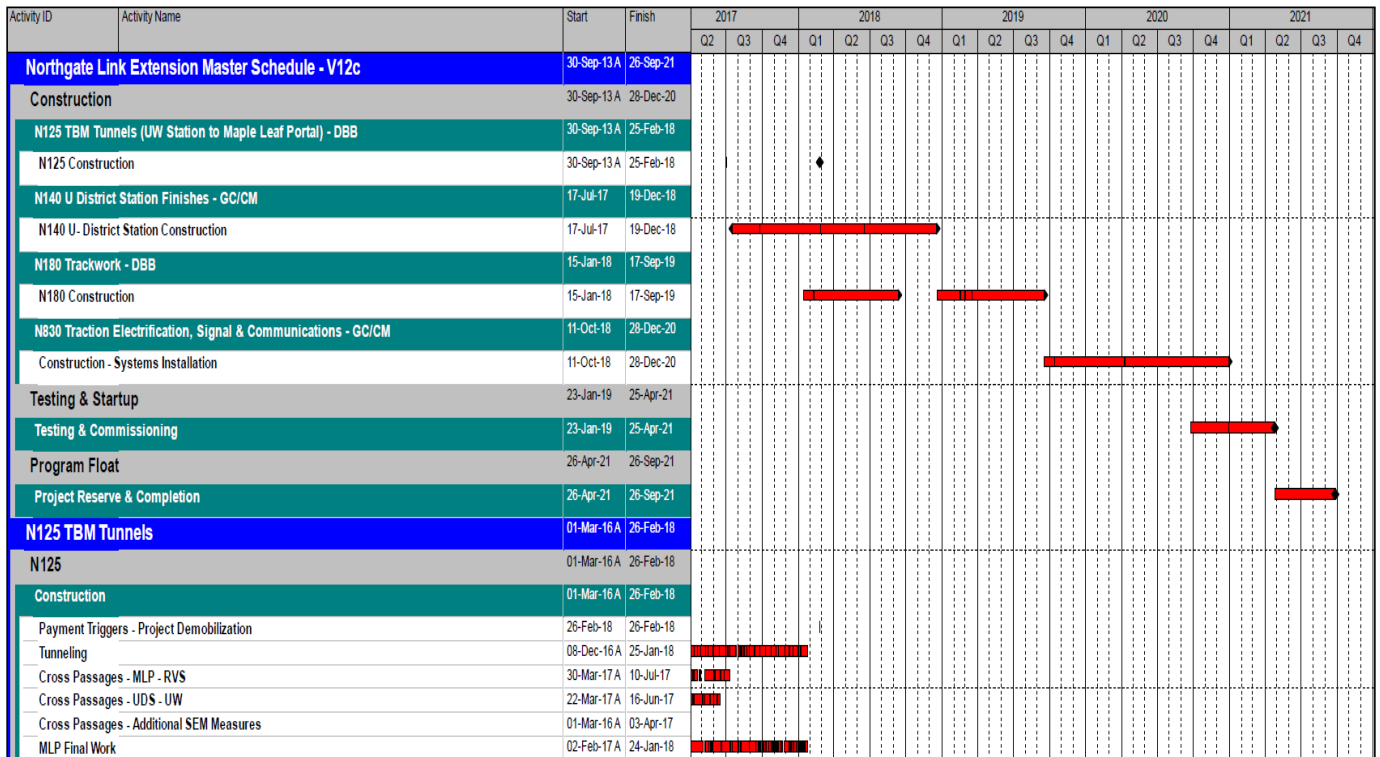 Activity ID Activity Name Start Finish 2017 2018 2019 2020 2021
Q2 Q3 Q4 Q1 Q2 Q3 Q4 Q1 Q2 Q3 Q4 Q1 Q2 Q3 Q4 Q1 Q2 Q3 Q4
Northgate Link Extension Master Schedule - V12c 30-Sep-13 A 26-Sep-21
Construction 30-Sep-13 A 28-Dec-20
N125 TBM Tunnels (UW Station to Maple Leaf Portal) - DBB 30-Sep-13 A 25-Feb-18
N125 Construction 30-Sep-13 A 25-Feb-18
N140 U District Station Finishes - GC/CM 17-Jul-17 19-Dec-18
N140 U- District Station Construction 17-Jul-17 19-Dec-18
N180 Trackwork - DBB 15-Jan-18 17-Sep-19
N180 Construction 15-Jan-18 17-Sep-19
N830 Traction Electrification, Signal & Communications - GC/CM 11-Oct-18 28-Dec-20
Construction - Systems Installation 11-Oct-18 28-Dec-20
Testing & Startup 23-Jan-19 25-Apr-21
Testing & Commissioning 23-Jan-19 25-Apr-21
Program Float 26-Apr-21 26-Sep-21
Project Reserve & Completion 26-Apr-21 26-Sep-21
N125 TBM Tunnels 01-Mar-16 A 26-Feb-18
N125 01-Mar-16 A 26-Feb-18
Construction 01-Mar-16 A 26-Feb-18
Payment Triggers - Project Demobilization 26-Feb-18 26-Feb-18
Tunneling 08-Dec-16 A 25-Jan-18
Cross Passages - MLP - RVS 30-Mar-17 A 10-Jul-17
Cross Passages - UDS - UW 22-Mar-17 A 16-Jun-17
Cross Passages - Additional SEM Measures 01-Mar-16 A 03-Apr-17
MLP Final Work 02-Feb-17 A 24-Jan-18